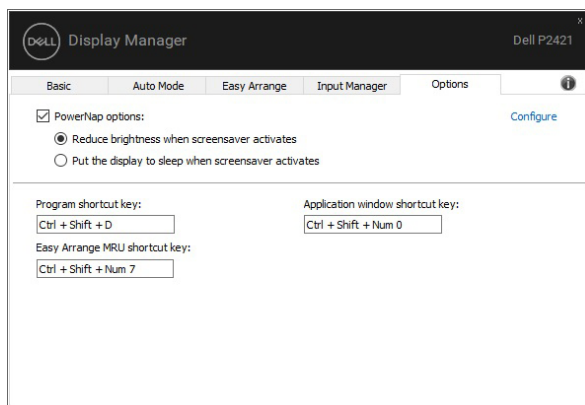 DELL Display Manager
Dell P2421
x
Basic
Auto Mode
Easy Arrange
Input Manager
Options
i
PowerNap options:
Configure
Reduce brightness when screensaver activates
Put the display to sleep when screensaver activates
Program shortcut key:
Application window shortcut key:
Ctrl + Shift + D
Ctrl + Shift + Num 0
Easy Arrange MRU shortcut key:
Ctrl + Shift + Num 7